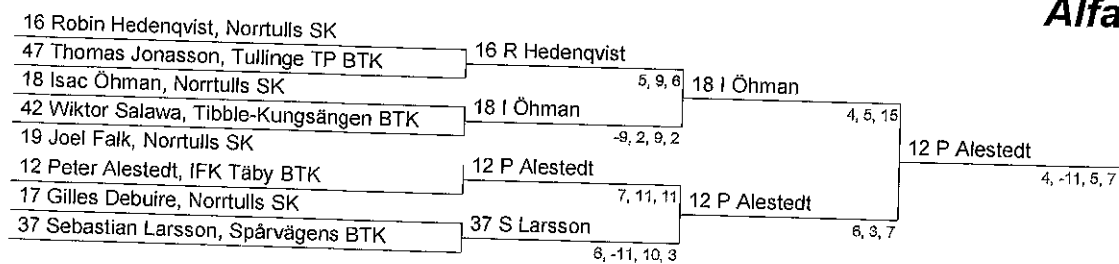 Alfa
16 Robin Hedenqvist, Norrtulls SK
47 Thomas Jonasson, Tullinge TP BTK
16 R Hedenqvist
18 Isac Öhman, Norrtulls SK
5, 9, 6
18 I Öhman
42 Wiktor Salawa, Tibble-Kungsängen BTK
18 I Öhman
4, 5, 15
19 Joel Falk, Norrtulls SK
-9, 2, 9, 2
12 P Alestedt
12 Peter Alestedt, IFK Täby BTK
12 P Alestedt
4, -11, 5, 7
17 Gilles Debuire, Norrtulls SK
7, 11, 11
12 P Alestedt
37 Sebastian Larsson, Spårvägens BTK
37 S Larsson
6, 3, 7
6, -11, 10, 3